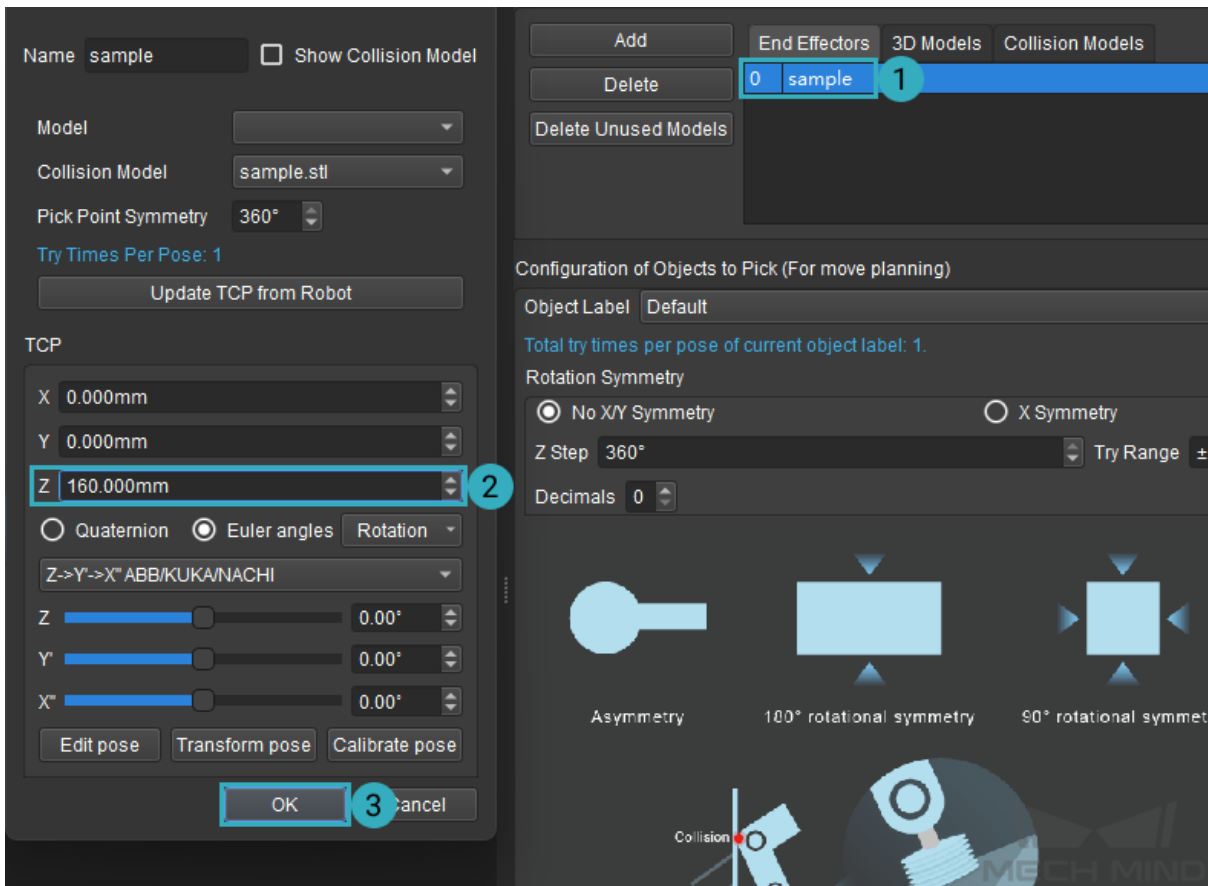 Name sample Show Collision Model
Model
Collision Model sample.stl
Pick Point Symmetry 360°
Try Times Per Pose: 1
Update TCP from Robot
TCP
X 0.000mm
Y 0.000mm
Z 160.000mm 2
Quaternion Euler angles Rotation
Z->Y'->X'' ABB/KUKA/NACHI
Z 0.00°
Y' 0.00°
X'' 0.00°
Edit pose Transform pose Calibrate pose
OK 3 Cancel
Add End Effectors 3D Models Collision Models
Delete 0 sample 1
Delete Unused Models
Configuration of Objects to Pick (For move planning)
Object Label Default
Total try times per pose of current object label: 1.
Rotation Symmetry
No X/Y Symmetry X Symmetry
Z Step 360° Try Range ±
Decimals 0
Asymmetry 180° rotational symmetry 90° rotational symmet
Collision
MECH MIND